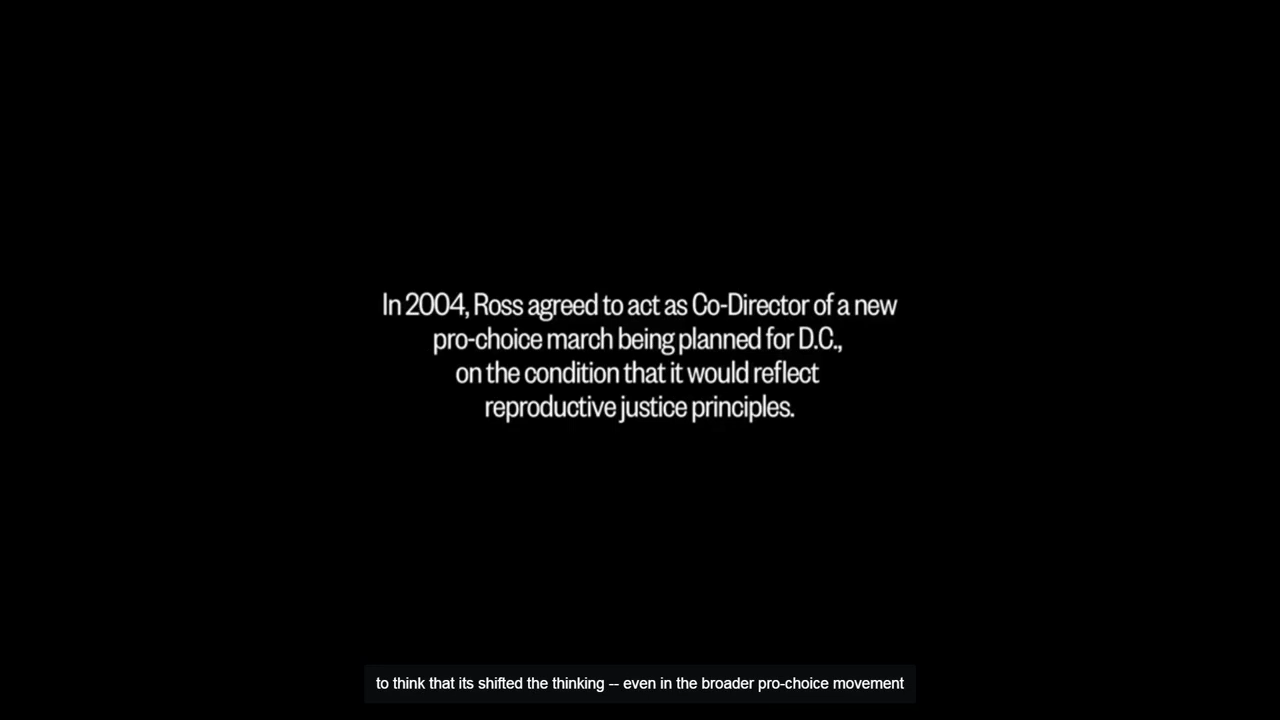 In 2004, Ross agreed to act as Co-Director of a new
pro-choice march being planned for D.C.,
on the condition that it would reflect
reproductive justice principles.
to think that its shifted the thinking -- even in the broader pro-choice movement